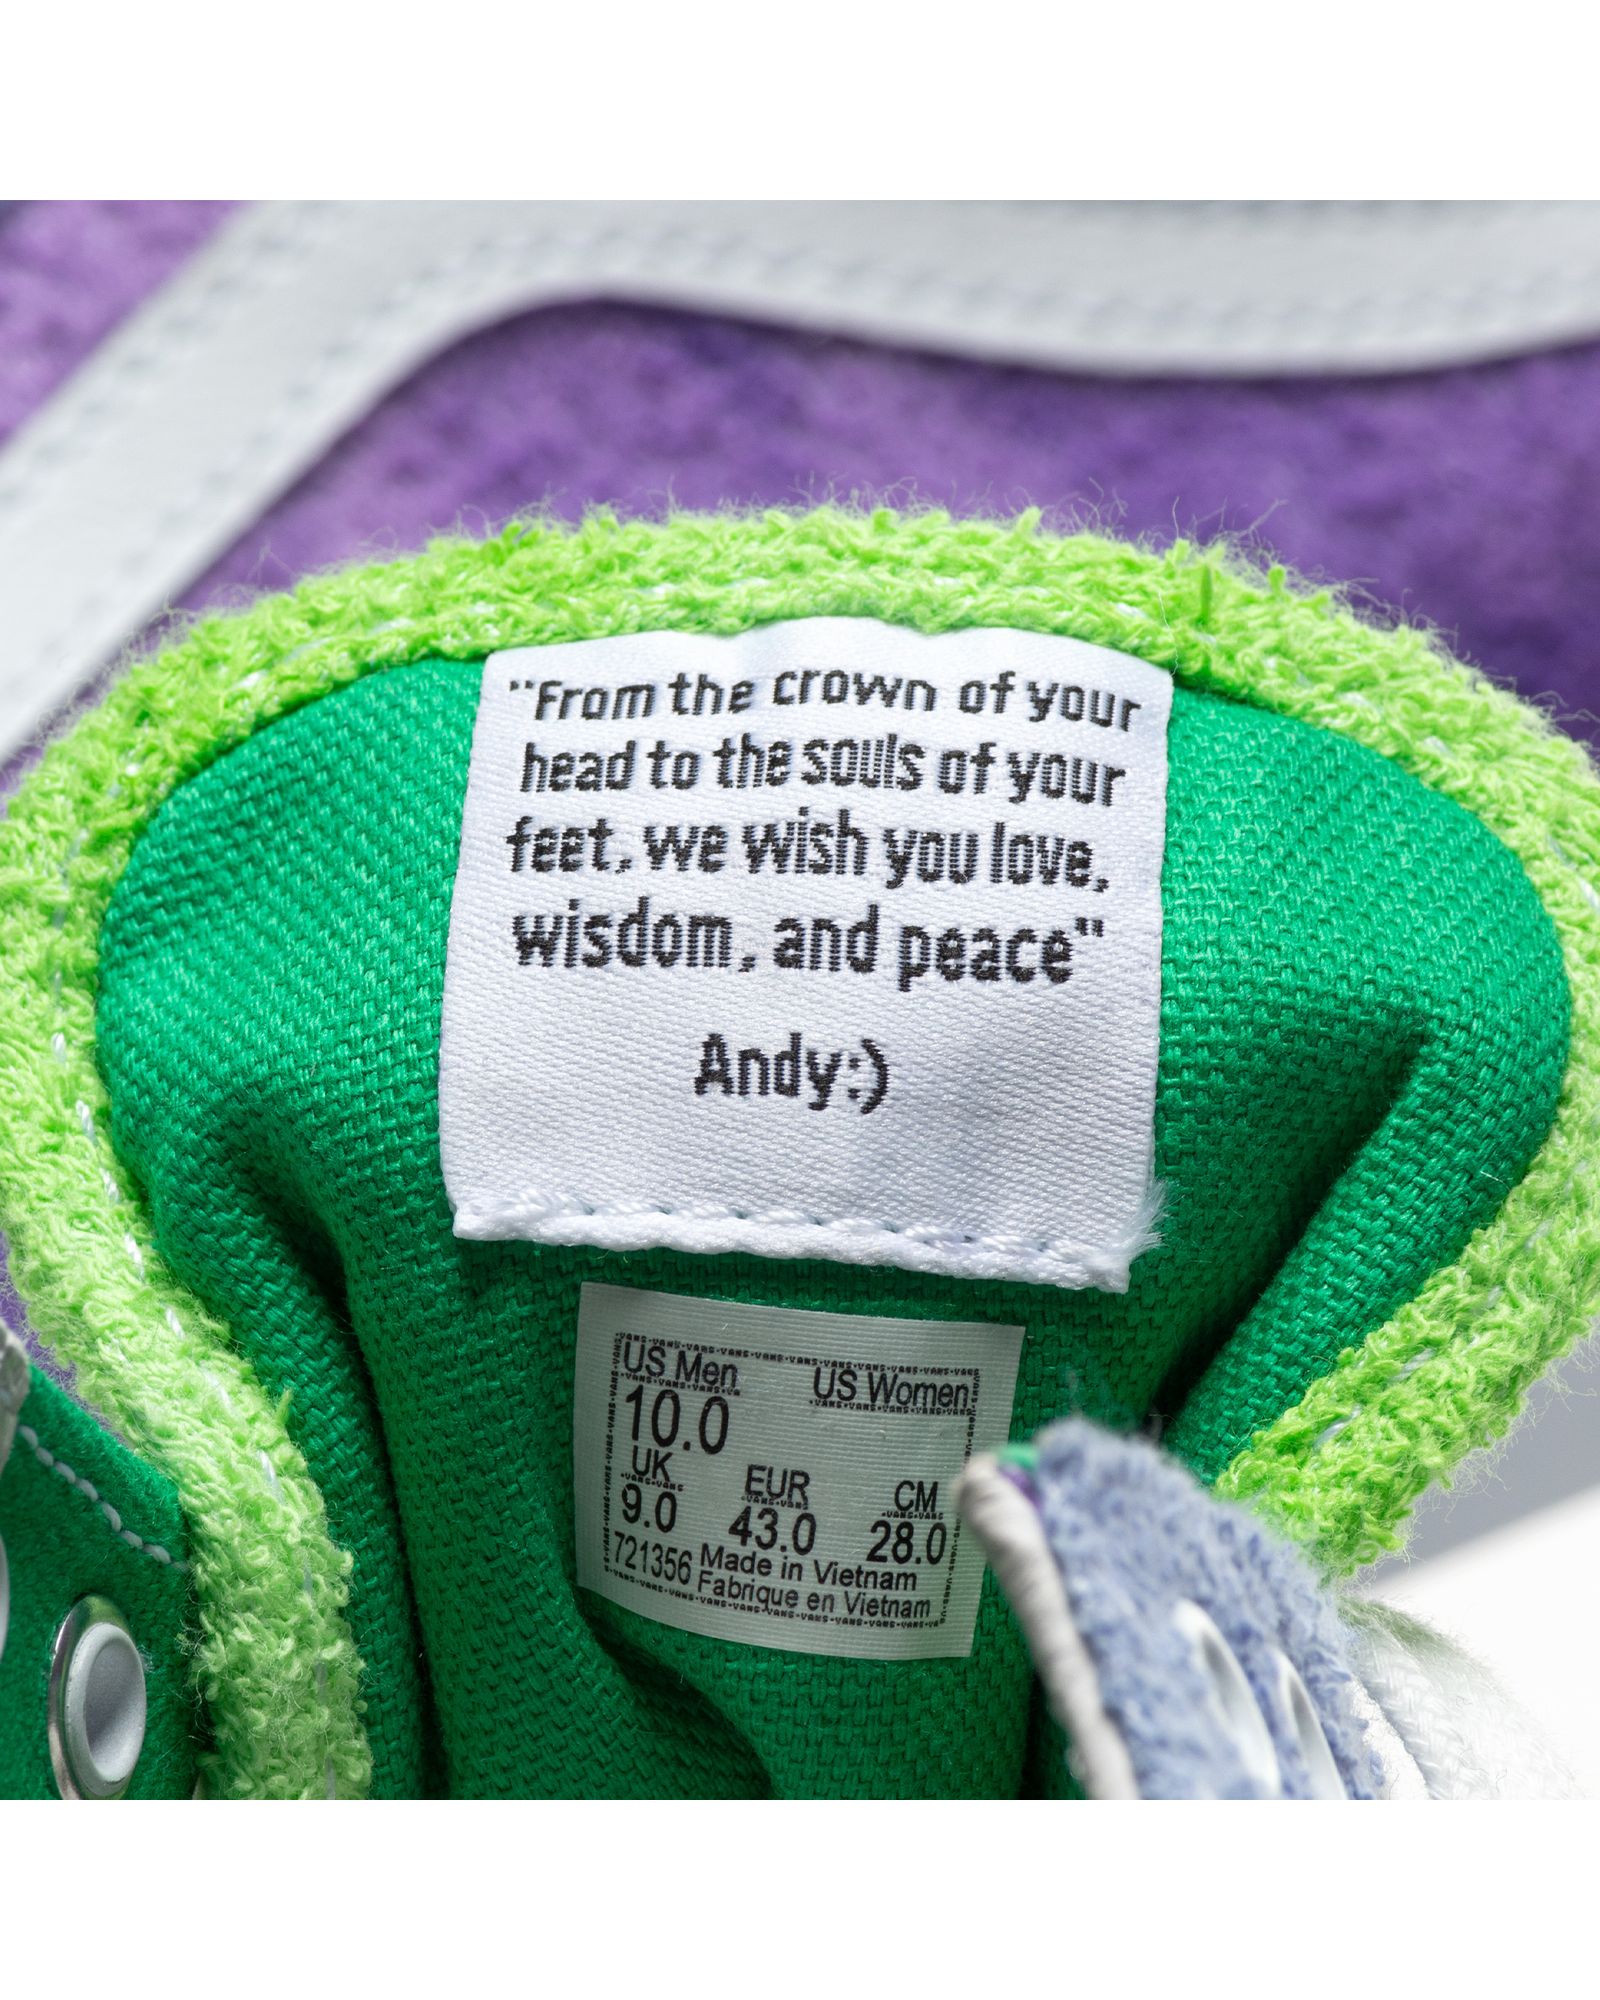 "From the crown of your
head to the souls of your
feet, we wish you love,
wisdom, and peace"
Andy:)
US Men
US Women
10.0
UK
EUR
CM
9.0
43.0
28.0
721356
Made in Vietnam
Fabrique en Vietnam